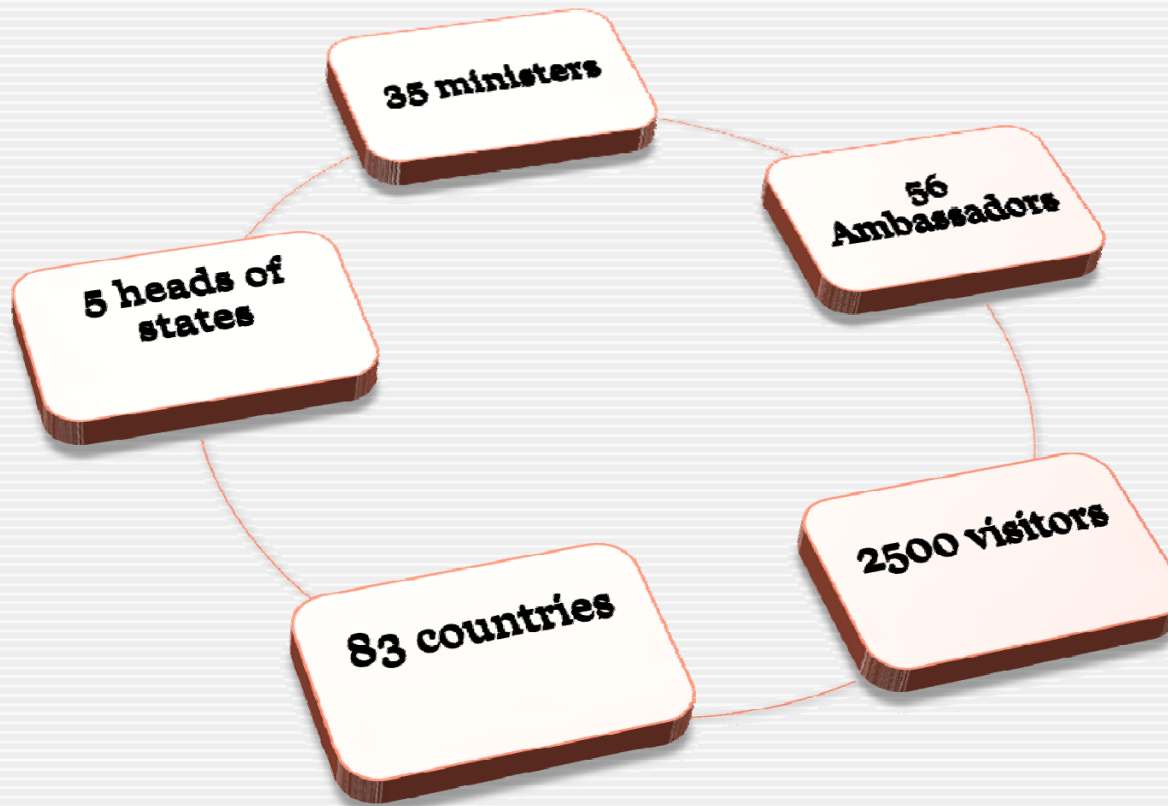 35 ministers
56
Ambassadors
5 heads of
states
2500 visitors
83 countries